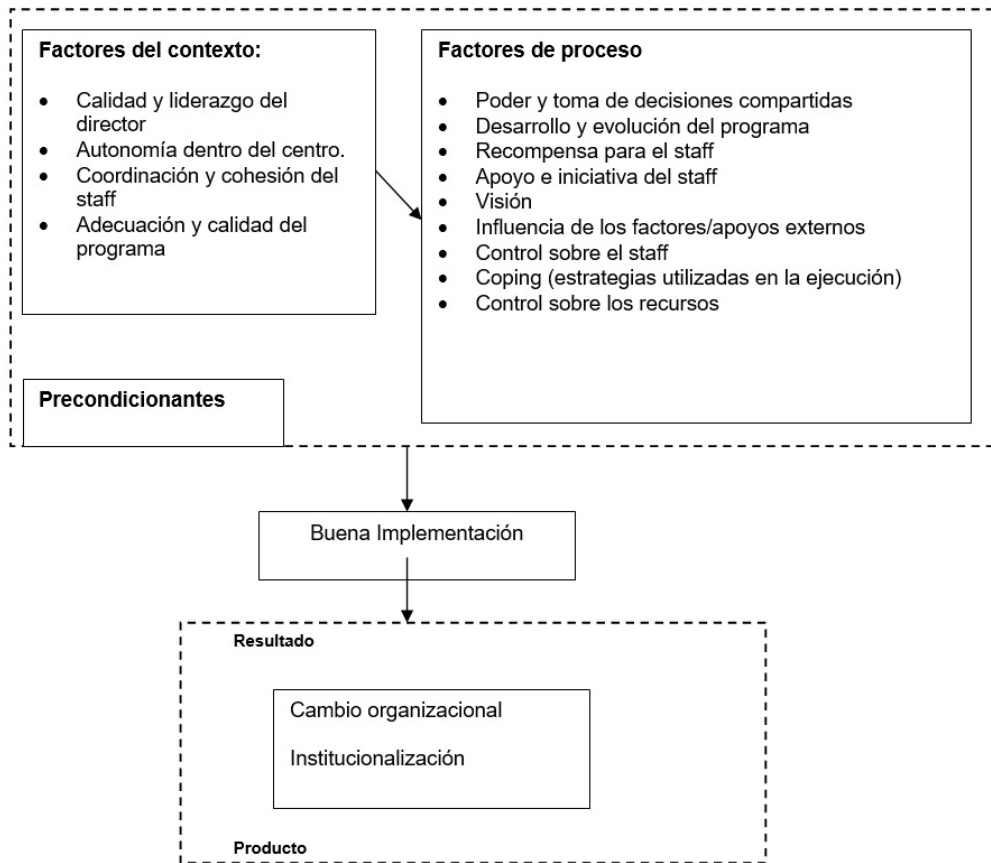 Factores del contexto:
• Calidad y liderazgo del
director
• Autonomía dentro del centro.
• Coordinación y cohesión del
staff
• Adecuación y calidad del
programa
Factores de proceso
• Poder y toma de decisiones compartidas
• Desarrollo y evolución del programa
• Recompensa para el staff
• Apoyo e iniciativa del staff
• Visión
• Influencia de los factores/apoyos externos
• Control sobre el staff
• Coping (estrategias utilizadas en la ejecución)
• Control sobre los recursos
Precondicionantes
Buena Implementación
Resultado
Cambio organizacional
Institucionalización
Producto